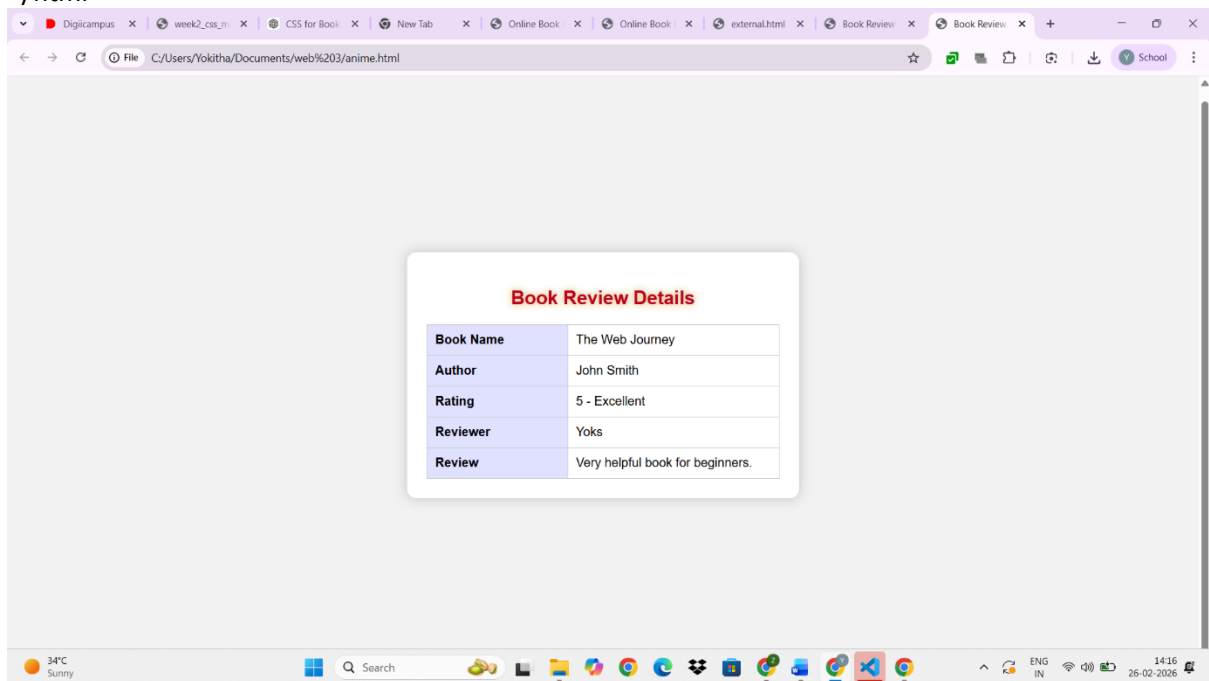 Digiicampus
week2_css_m
CSS for Book
New Tab
Online Book
Online Book
external.html
Book Review
Book Review
File
C:/Users/Yokitha/Documents/web%203/anime.html
Y
School
Book Review Details
Book Name The Web Journey
Author John Smith
Rating 5 - Excellent
Reviewer Yoks
Review Very helpful book for beginners.
34°C
Sunny
Search
ENG
IN
14:16
26-02-2026